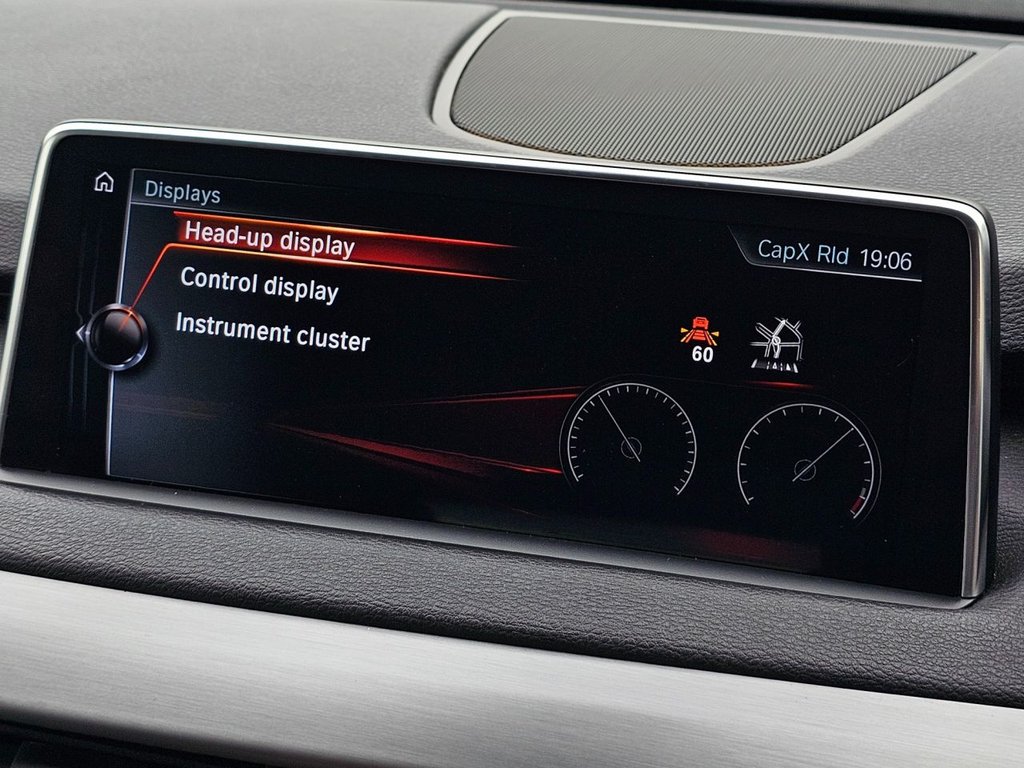 Displays
Head-up display
CapX Rld 19:06
Control display
Instrument cluster
60